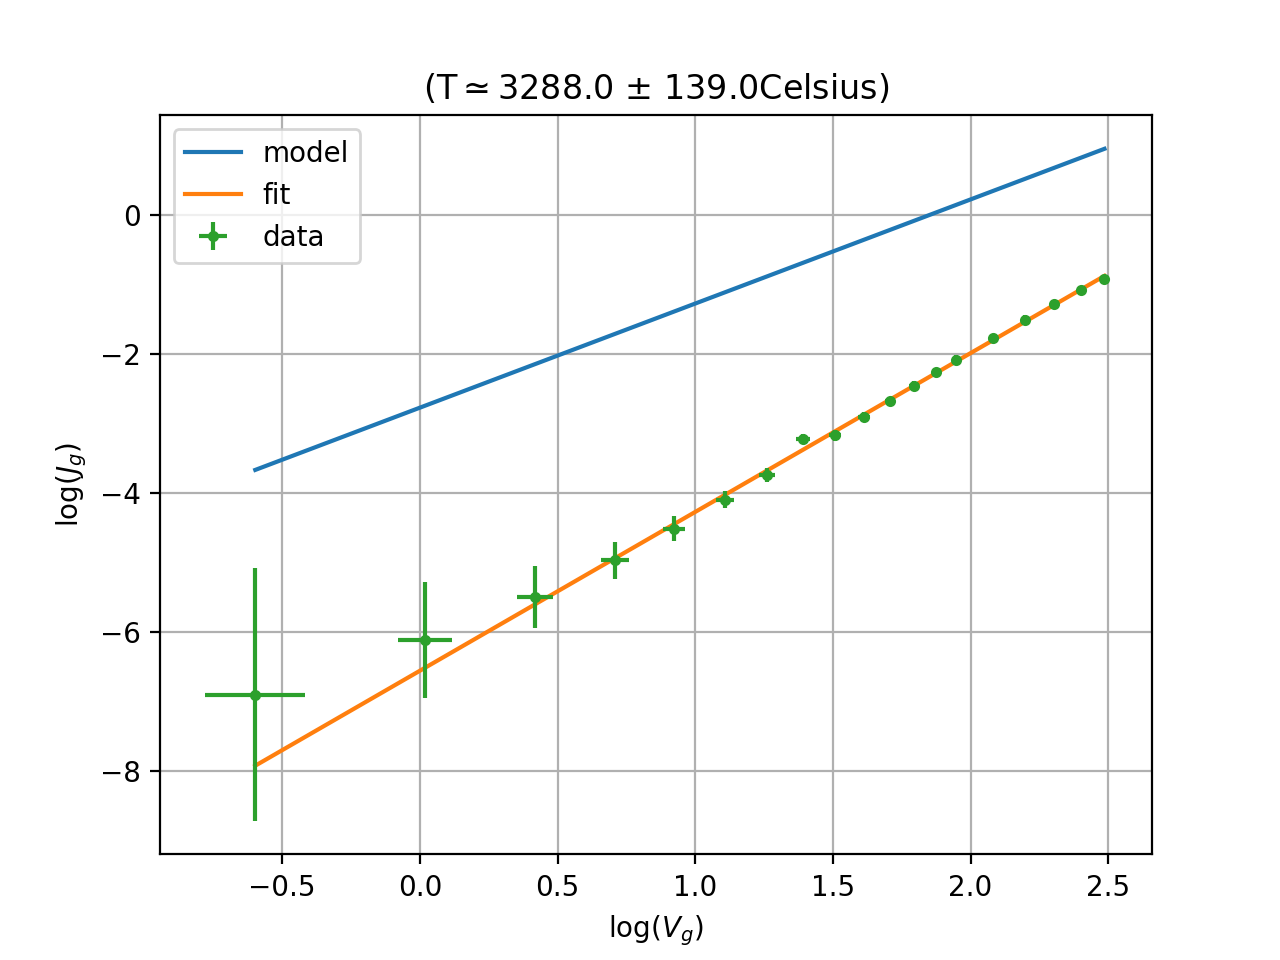 (T ≃ 3288.0 ± 139.0Celsius)
model
fit
data
0
−2
−4
−6
−8
log(J_g)
−0.5 0.0 0.5 1.0 1.5 2.0 2.5
log(V_g)